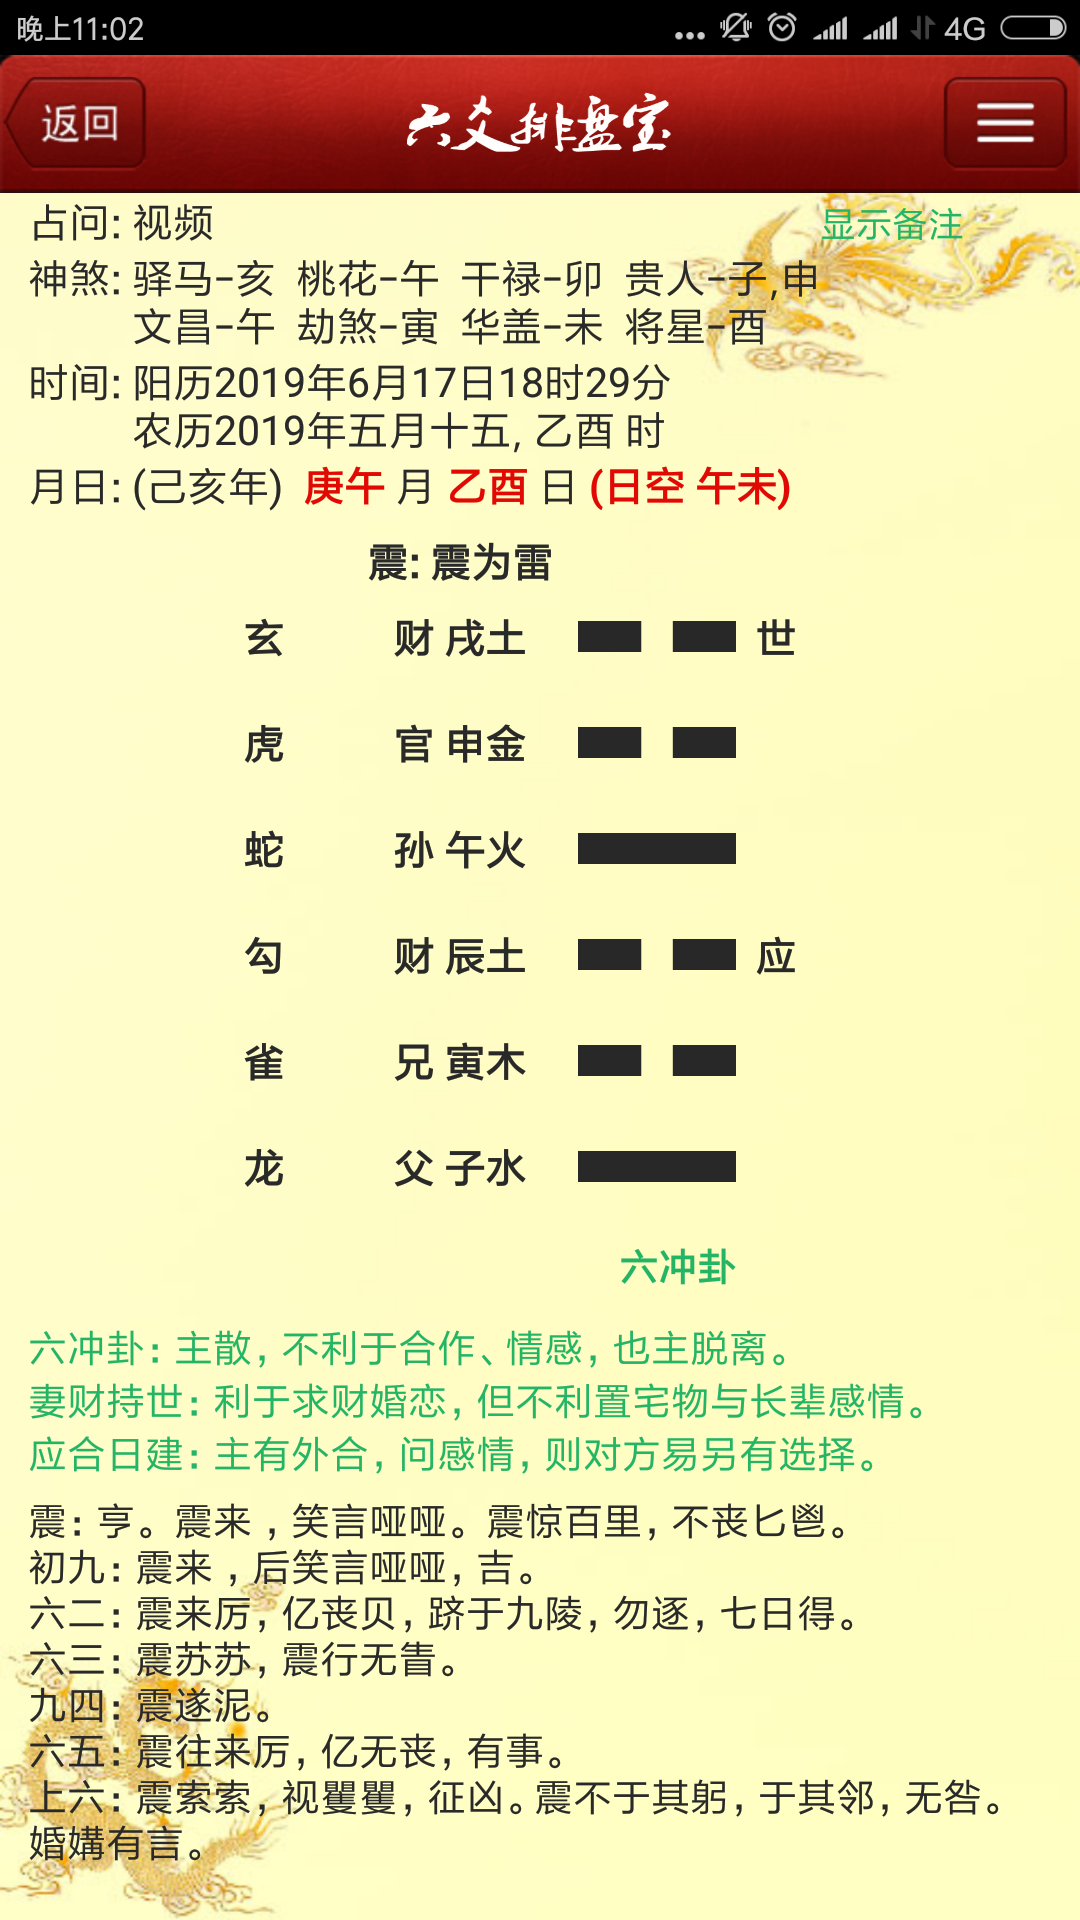 晚上11:02
4G
返回
六爻排盘宝
占问: 视频
显示备注
神煞: 驿马-亥 桃花-午 干禄-卯 贵人-子,申
文昌-午 劫煞-寅 华盖-未 将星-酉
时间: 阳历2019年6月17日18时29分
农历2019年五月十五, 乙酉 时
月日: (己亥年) 庚午 月 乙酉 日 (日空 午未)
震: 震为雷
玄 财 戌土 世
虎 官 申金
蛇 孙 午火
勾 财 辰土 应
雀 兄 寅木
龙 父 子水
六冲卦
六冲卦: 主散, 不利于合作、情感, 也主脱离。
妻财持世: 利于求财婚恋, 但不利置宅物与长辈感情。
应合日建: 主有外合, 问感情, 则对方易另有选择。
震: 亨。震来 , 笑言哑哑。震惊百里, 不丧匕鬯。
初九: 震来 , 后笑言哑哑, 吉。
六二: 震来厉, 亿丧贝, 跻于九陵, 勿逐, 七日得。
六三: 震苏苏, 震行无眚。
九四: 震遂泥。
六五: 震往来厉, 亿无丧, 有事。
上六: 震索索, 视矍矍, 征凶。震不于其躬, 于其邻, 无咎。
婚媾有言。